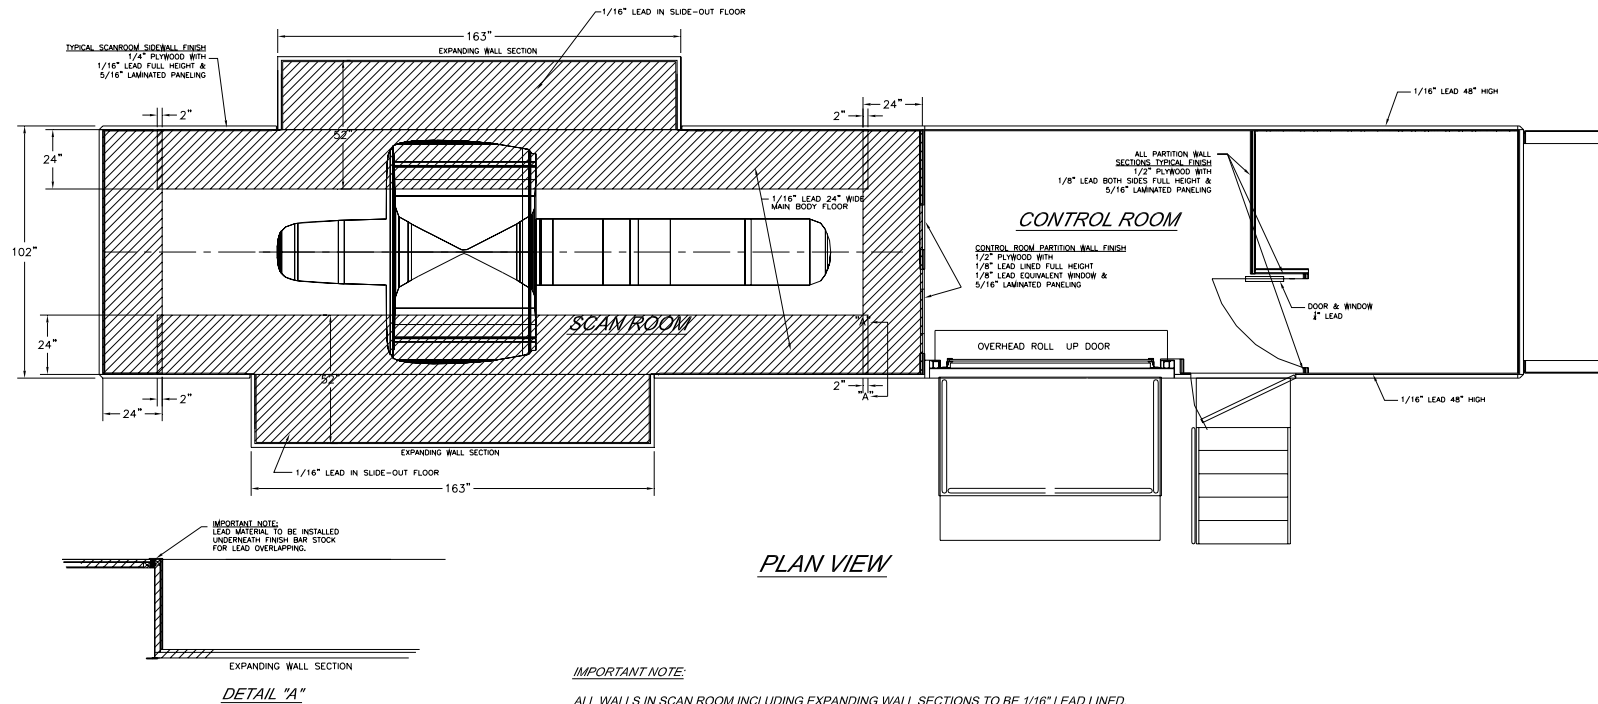 1/16" LEAD IN SLIDE-OUT FLOOR
163"
EXPANDING WALL SECTION
TYPICAL SCANROOM SIDEWALL FINISH
1/4" PLYWOOD WITH
1/16" LEAD FULL HEIGHT &
5/16" LAMINATED PANELING
2"
24"
52"
2"
24"
1/16" LEAD 48" HIGH
ALL PARTITION WALL
SECTIONS TYPICAL FINISH
1/2" PLYWOOD WITH
1/8" LEAD BOTH SIDES FULL HEIGHT &
5/16" LAMINATED PANELING
1/16" LEAD 24" WIDE
MAIN BODY FLOOR
CONTROL ROOM
102"
CONTROL ROOM PARTITION WALL FINISH
1/2" PLYWOOD WITH
1/8" LEAD LINED FULL HEIGHT
1/8" LEAD EQUIVALENT WINDOW &
5/16" LAMINATED PANELING
DOOR & WINDOW
LEAD
SCAN ROOM
"A"
24"
OVERHEAD ROLL UP DOOR
52"
2"
"A"
24"
2"
1/16" LEAD 48" HIGH
EXPANDING WALL SECTION
1/16" LEAD IN SLIDE-OUT FLOOR
163"
IMPORTANT NOTE:
LEAD MATERIAL TO BE INSTALLED
UNDERNEATH FINISH BAR STOCK
FOR LEAD OVERLAPPING.
PLAN VIEW
EXPANDING WALL SECTION
DETAIL "A"
IMPORTANT NOTE:
ALL WALLS IN SCAN ROOM INCLUDING EXPANDING WALL SECTIONS TO BE 1/16" LEAD LINED.